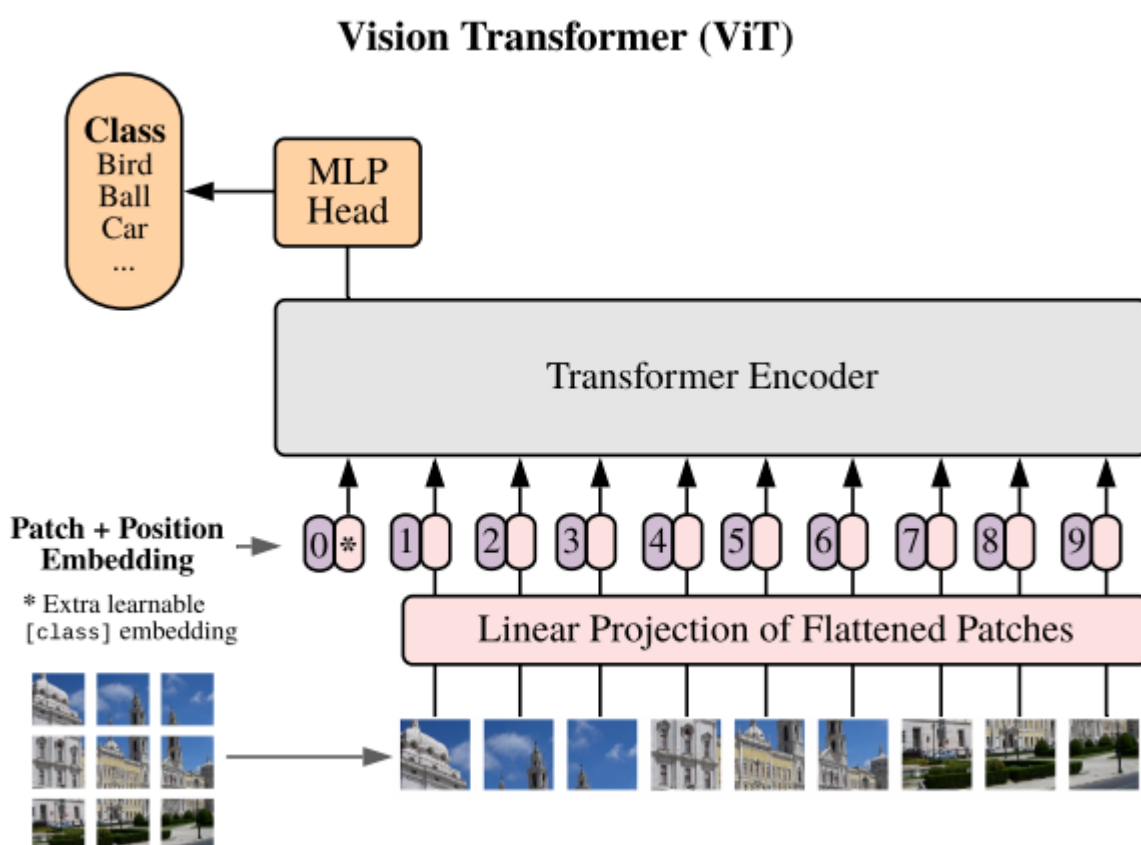 Vision Transformer (ViT)
Class
Bird
Ball
Car
...
MLP
Head
Transformer Encoder
Patch + Position
Embedding
0 * 1 2 3 4 5 6 7 8 9
* Extra learnable
[class] embedding
Linear Projection of Flattened Patches